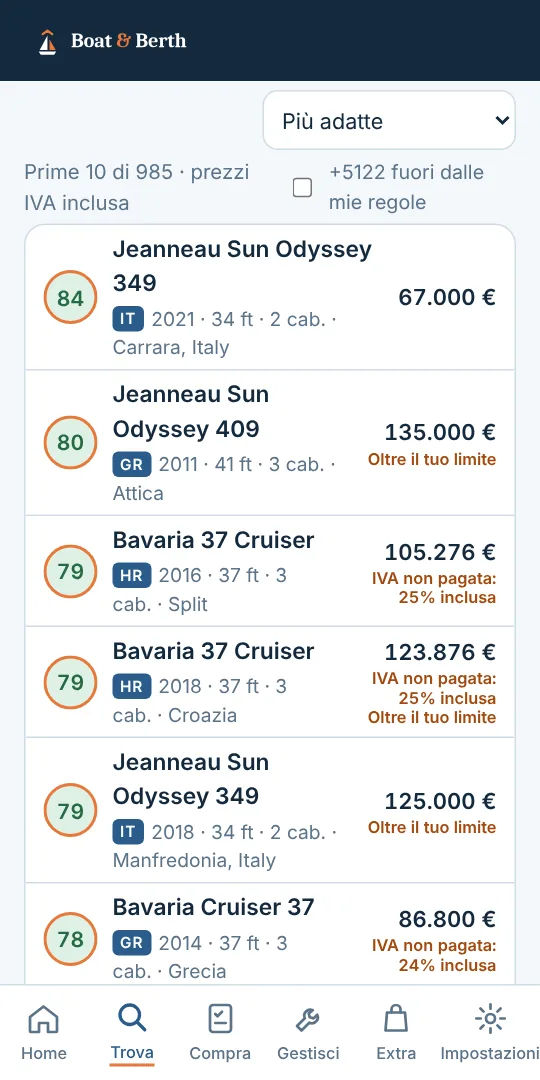 Boat & Berth
Più adatte
Prime 10 di 985 · prezzi
IVA inclusa
+5122 fuori dalle
mie regole
84
Jeanneau Sun Odyssey
349
IT 2021 · 34 ft · 2 cab. ·
Carrara, Italy
67.000 €
80
Jeanneau Sun
Odyssey 409
GR 2011 · 41 ft · 3 cab. ·
Attica
135.000 €
Oltre il tuo limite
79
Bavaria 37 Cruiser
HR 2016 · 37 ft · 3
cab. · Split
105.276 €
IVA non pagata:
25% inclusa
79
Bavaria 37 Cruiser
HR 2018 · 37 ft · 3
cab. · Croazia
123.876 €
IVA non pagata:
25% inclusa
Oltre il tuo limite
79
Jeanneau Sun
Odyssey 349
IT 2018 · 34 ft · 2 cab. ·
Manfredonia, Italy
125.000 €
Oltre il tuo limite
78
Bavaria Cruiser 37
GR 2014 · 37 ft · 3
cab. · Grecia
86.800 €
IVA non pagata:
24% inclusa
Home
Trova
Compra
Gestisci
Extra
Impostazioni